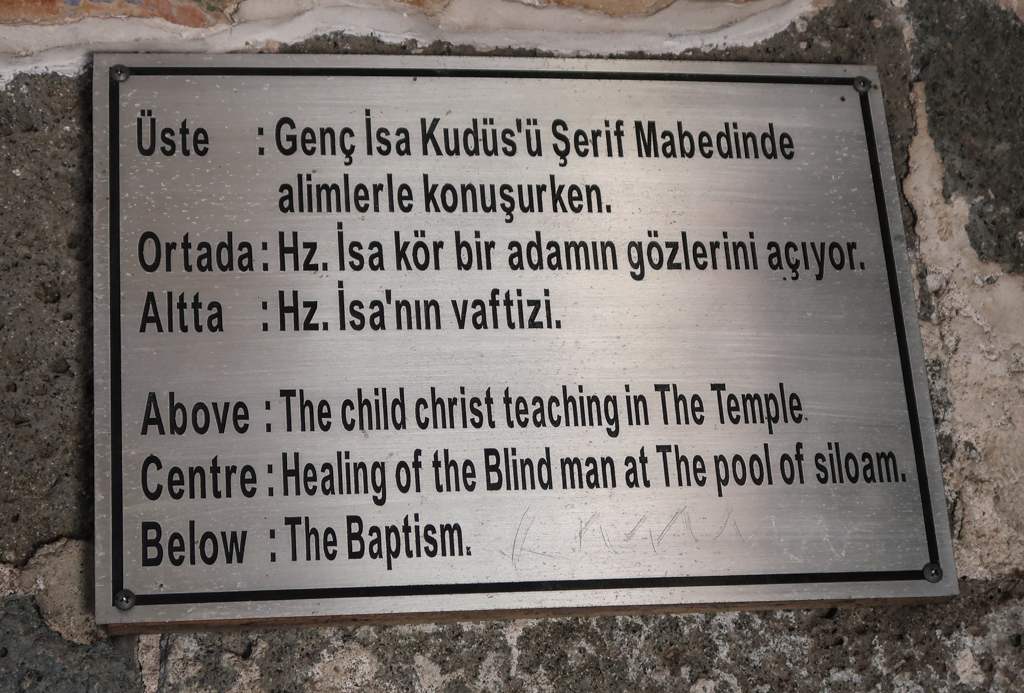 Üste : Genç İsa Kudüs'ü Şerif Mabedinde
alimlerle konuşurken.
Ortada : Hz. İsa kör bir adamın gözlerini açıyor.
Altta : Hz. İsa'nın vaftizi.
Above : The child christ teaching in The Temple.
Centre : Healing of the Blind man at The pool of siloam.
Below : The Baptism.